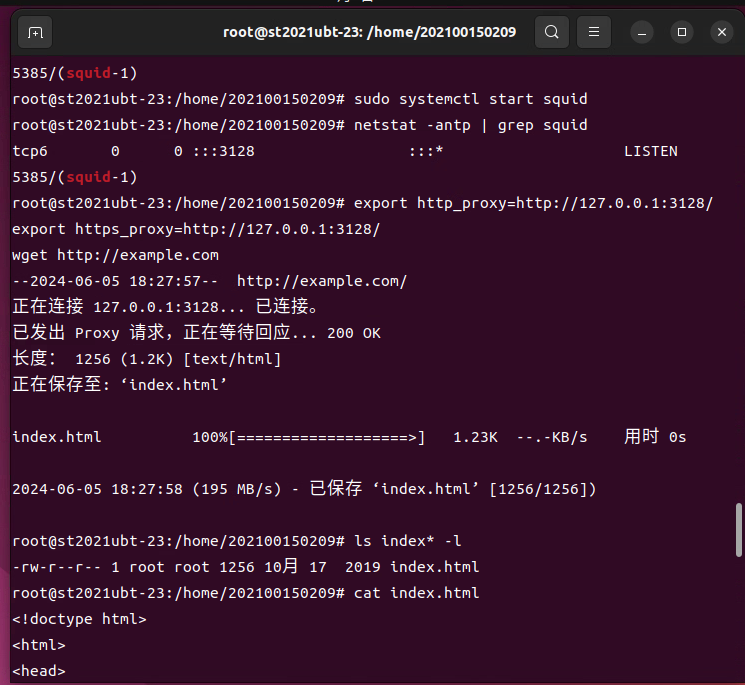 root@st2021ubt-23: /home/202100150209
5385/(squid-1)
root@st2021ubt-23:/home/202100150209# sudo systemctl start squid
root@st2021ubt-23:/home/202100150209# netstat -antp | grep squid
tcp6       0      0 :::3128                 :::*                    LISTEN
5385/(squid-1)
root@st2021ubt-23:/home/202100150209# export http_proxy=http://127.0.0.1:3128/
export https_proxy=http://127.0.0.1:3128/
wget http://example.com
--2024-06-05 18:27:57--  http://example.com/
正在连接 127.0.0.1:3128... 已连接。
已发出 Proxy 请求，正在等待回应... 200 OK
长度： 1256 (1.2K) [text/html]
正在保存至: ‘index.html’
index.html          100%[===================>]   1.23K  --.-KB/s    用时 0s
2024-06-05 18:27:58 (195 MB/s) - 已保存 ‘index.html’ [1256/1256])
root@st2021ubt-23:/home/202100150209# ls index* -l
-rw-r--r-- 1 root root 1256 10月 17  2019 index.html
root@st2021ubt-23:/home/202100150209# cat index.html
<!doctype html>
<html>
<head>